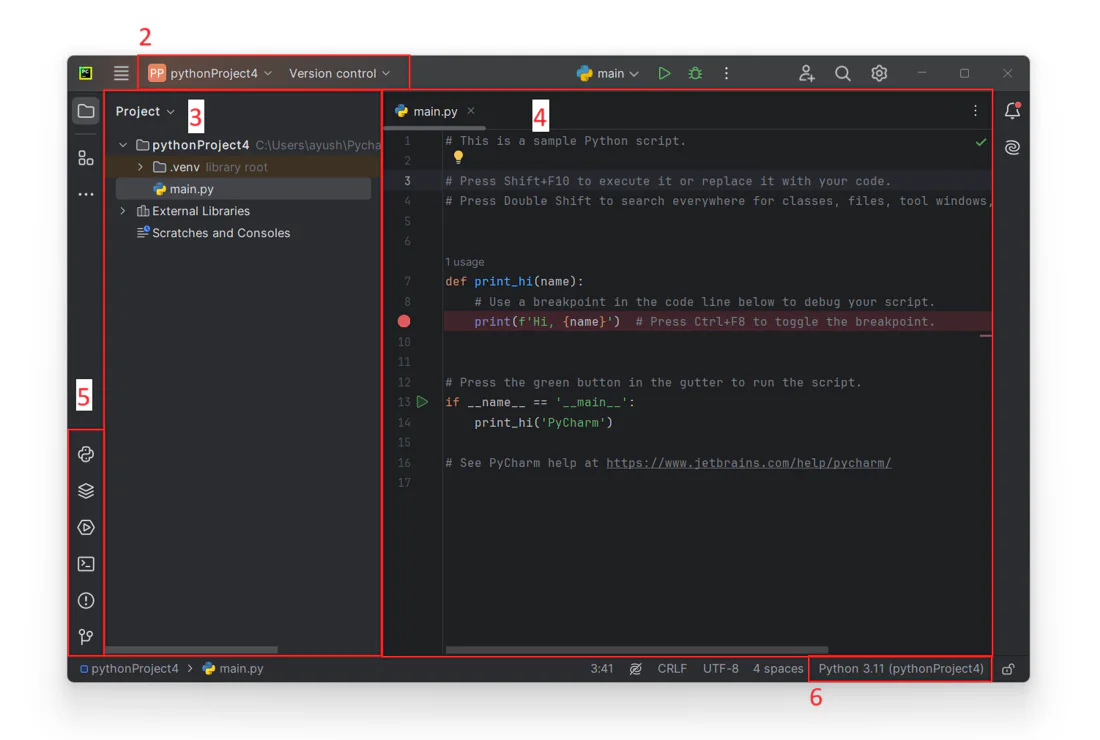 2
PP pythonProject4 Version control main
Project 3
pythonProject4 C:\Users\ayush\Pycha
.venv library root
main.py
External Libraries
Scratches and Consoles
5
main.py 4
1 # This is a sample Python script.
2
3 # Press Shift+F10 to execute it or replace it with your code.
4 # Press Double Shift to search everywhere for classes, files, tool windows,
5
6
1 usage
7 def print_hi(name):
8 # Use a breakpoint in the code line below to debug your script.
print(f'Hi, {name}') # Press Ctrl+F8 to toggle the breakpoint.
10
11
12 # Press the green button in the gutter to run the script.
13 if __name__ == '__main__':
14 print_hi('PyCharm')
15
16 # See PyCharm help at https://www.jetbrains.com/help/pycharm/
17
pythonProject4 > main.py 3:41 CRLF UTF-8 4 spaces Python 3.11 (pythonProject4)
6